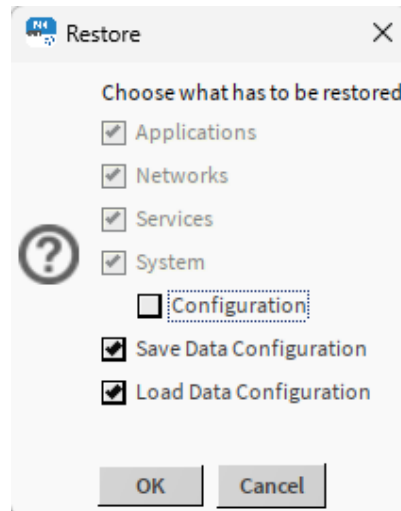 N4
Restore
Choose what has to be restored
Applications
Networks
Services
System
Configuration
Save Data Configuration
Load Data Configuration
OK Cancel